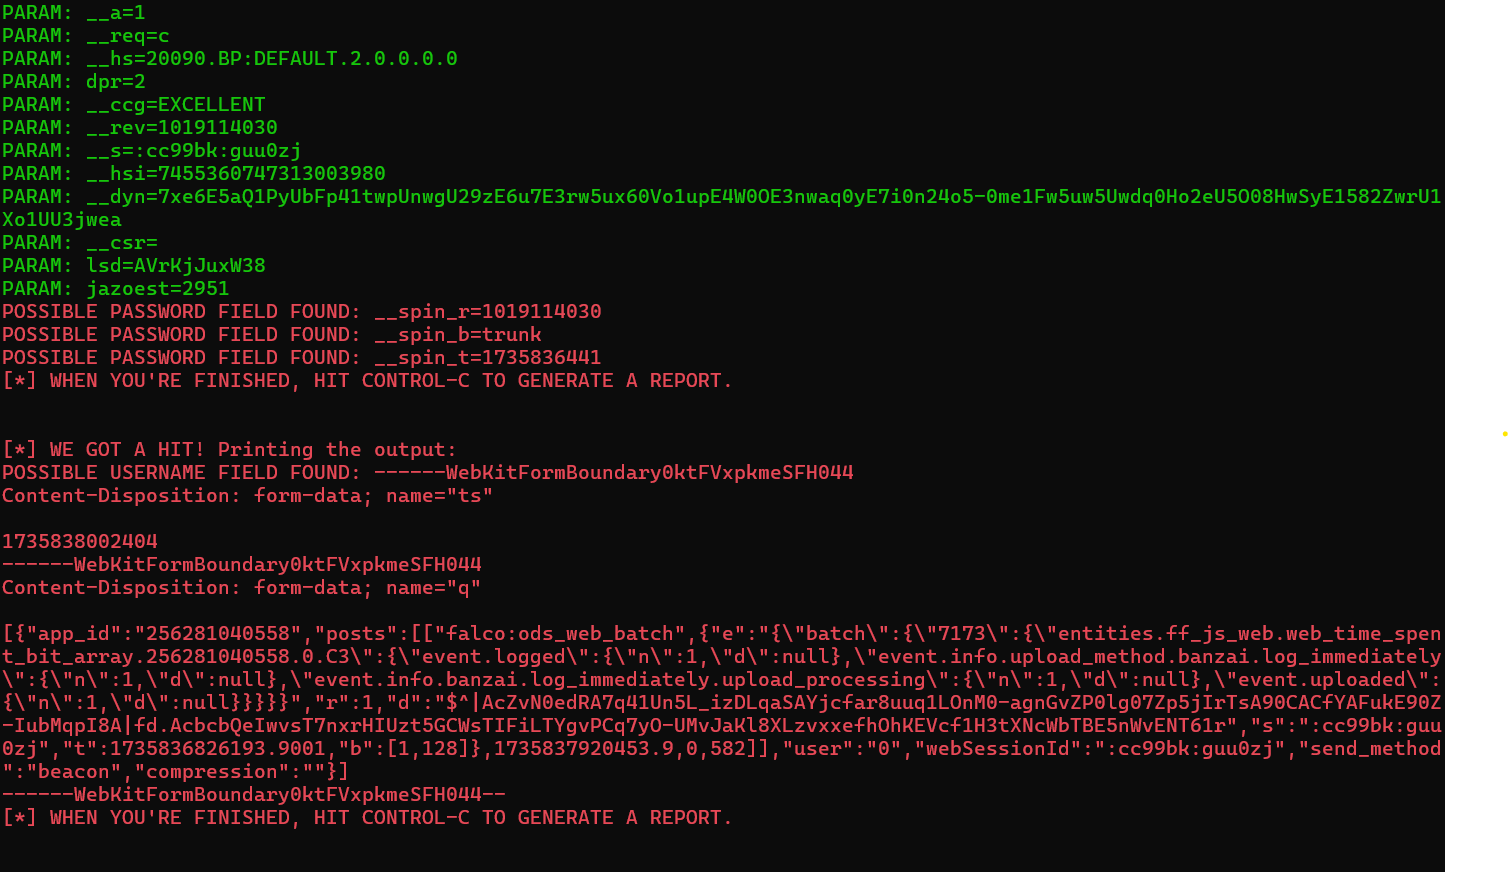 PARAM: __a=1
PARAM: __req=c
PARAM: __hs=20090.BP:DEFAULT.2.0.0.0.0
PARAM: dpr=2
PARAM: __ccg=EXCELLENT
PARAM: __rev=1019114030
PARAM: __s=:cc99bk:guu0zj
PARAM: __hsi=7455360747313003980
PARAM: __dyn=7xe6E5aQ1PyUbFp41twpUnwgU29zE6u7E3rw5ux60Vo1upE4W0OE3nwaq0yE7i0n24o5-0me1Fw5uw5Uwdq0Ho2eU5O08HwSyE1582ZwrU1
Xo1UU3jwea
PARAM: __csr=
PARAM: lsd=AVrKjJuxW38
PARAM: jazoest=2951
POSSIBLE PASSWORD FIELD FOUND: __spin_r=1019114030
POSSIBLE PASSWORD FIELD FOUND: __spin_b=trunk
POSSIBLE PASSWORD FIELD FOUND: __spin_t=1735836441
[*] WHEN YOU'RE FINISHED, HIT CONTROL-C TO GENERATE A REPORT.
[*] WE GOT A HIT! Printing the output:
POSSIBLE USERNAME FIELD FOUND: ------WebKitFormBoundary0ktFVxpkmeSFH044
Content-Disposition: form-data; name="ts"
1735838002404
------WebKitFormBoundary0ktFVxpkmeSFH044
Content-Disposition: form-data; name="q"
[{"app_id":"256281040558","posts":[["falco:ods_web_batch",{"e":"{\"batch\":{\"7173\":{\"entities.ff_js_web.web_time_spen
t_bit_array.256281040558.0.C3\":{\"event.logged\":{\"n\":1,\"d\":null},\"event.info.upload_method.banzai.log_immediately
\":{\"n\":1,\"d\":null},\"event.info.banzai.log_immediately.upload_processing\":{\"n\":1,\"d\":null},\"event.uploaded\":
{\"n\":1,\"d\":null}}}}}","r":1,"d":"$^|AcZvN0edRA7q41Un5L_izDLqaSAYjcfar8uuq1LOnM0-agnGvZP0lg07Zp5jIrTsA90CACfYAFukE90Z
-IubMqpI8A|fd.AcbcbQeIwvsT7nxrHIUzt5GCWsTIFiLTYgvPCq7yO-UMvJaKl8XLzvxxefhOhKEVcf1H3tXNcWbTBE5nWvENT61r","s":":cc99bk:guu
0zj","t":1735836826193.9001,"b":[1,128]},1735837920453.9,0,582]],"user":"0","webSessionId":":cc99bk:guu0zj","send_method
":"beacon","compression":""}]
------WebKitFormBoundary0ktFVxpkmeSFH044--
[*] WHEN YOU'RE FINISHED, HIT CONTROL-C TO GENERATE A REPORT.